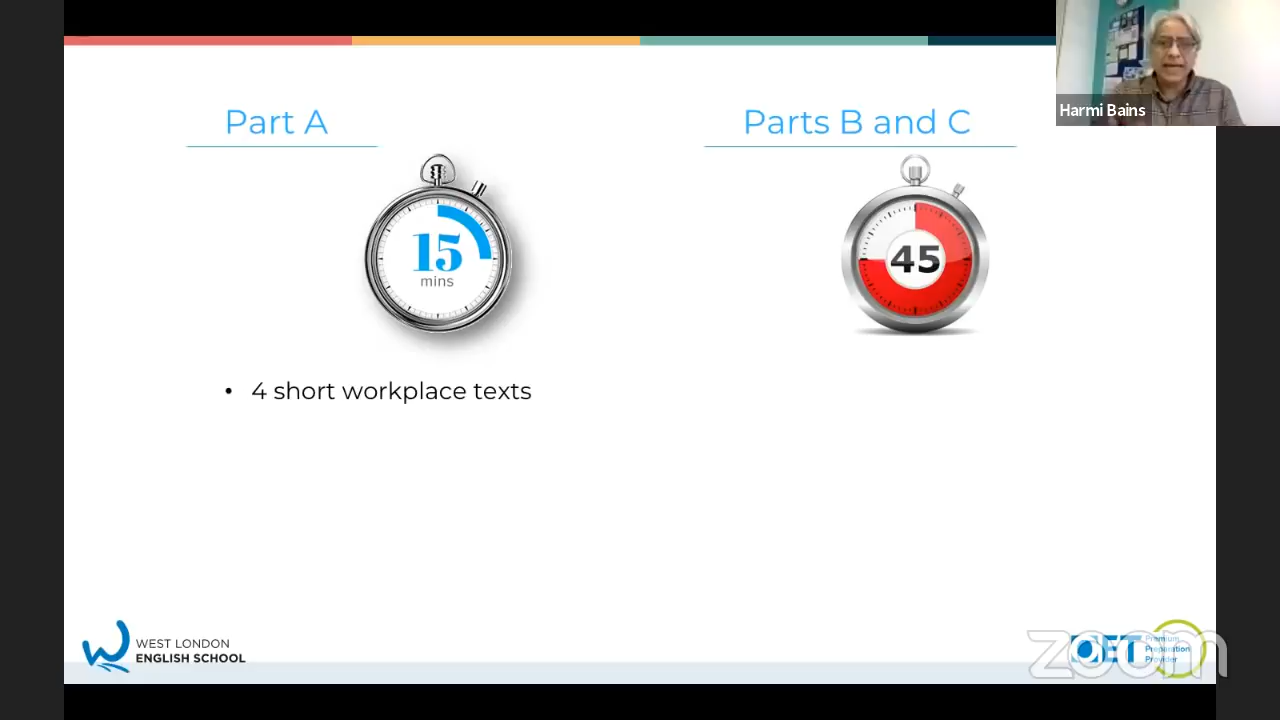 Harmi Bains
Part A
Parts B and C
15
mins
45
• 4 short workplace texts
WEST LONDON
ENGLISH SCHOOL
OET
Premium
Preparation
Provider
zoom